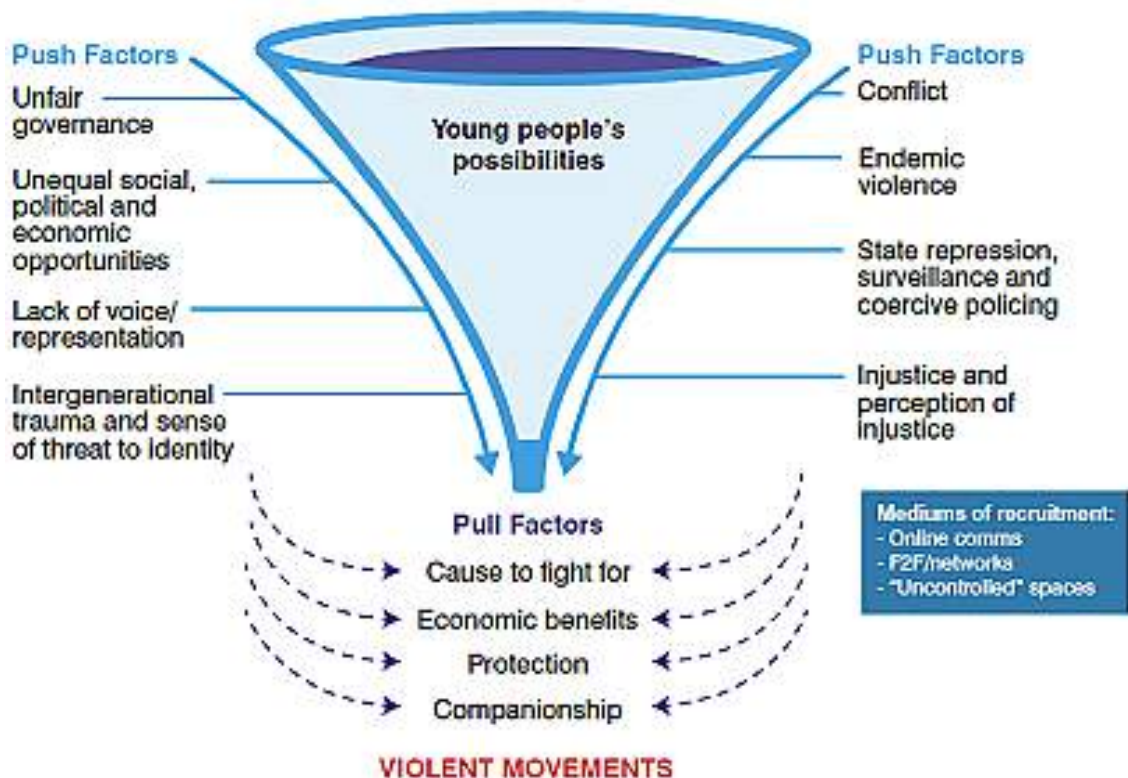 Push Factors
Unfair
governance
Unequal social,
political and
economic
opportunities
Lack of voice/
representation
Intergenerational
trauma and sense
of threat to identity
Young people's
possibilities
Push Factors
Conflict
Endemic
violence
State repression,
surveillance and
coercive policing
Injustice and
perception of
injustice
Pull Factors
Cause to fight for
Economic benefits
Protection
Companionship
Mediums of recruitment:
- Online comms
- F2F/networks
- "Uncontrolled" spaces
VIOLENT MOVEMENTS